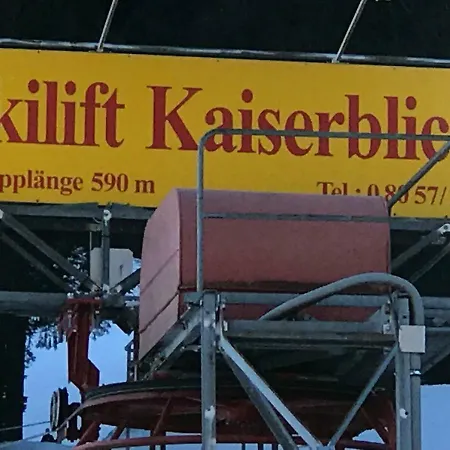 kilift Kaiserblic
pplänge 590 m Tel.: 0 80 57/